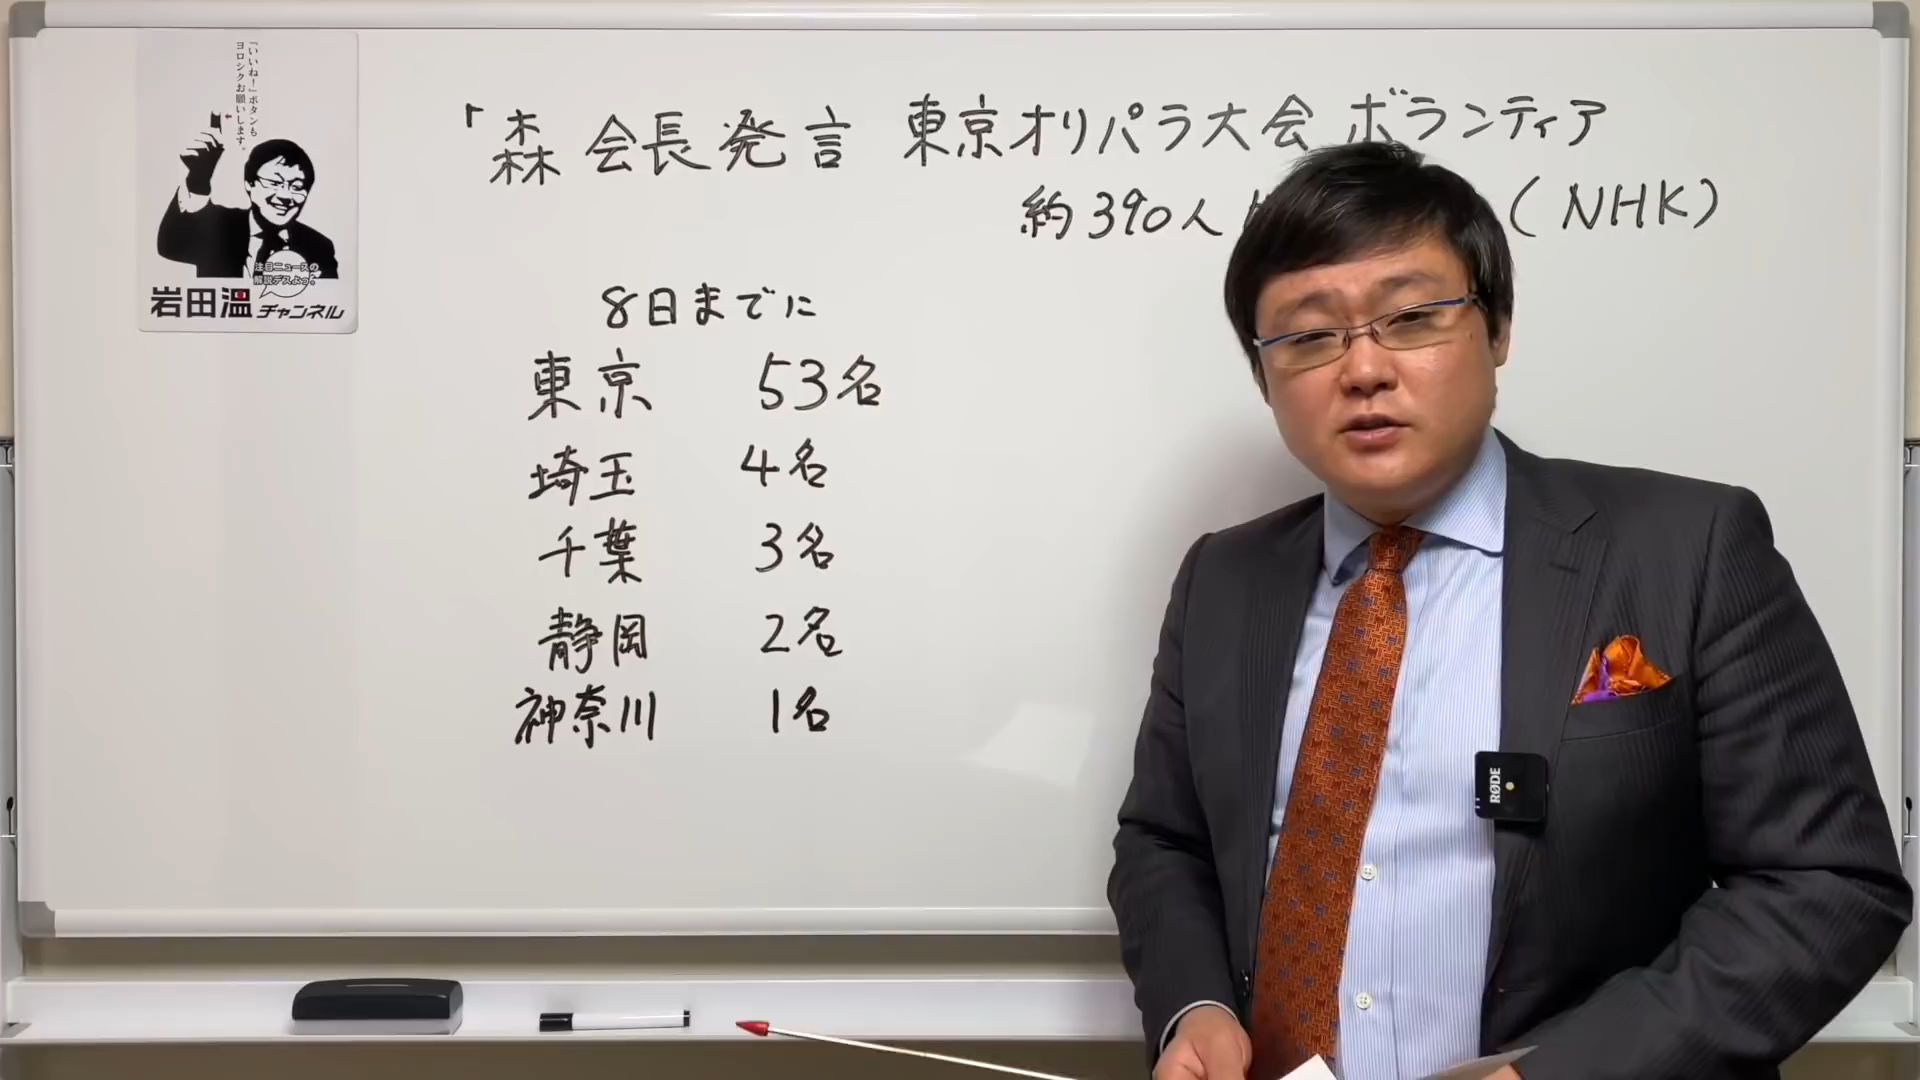 「いいね！」ボタンも
ヨロシクお願いします。
注目ニュースの
解説デスよっ。
岩田温チャンネル
「森会長発言 東京オリパラ大会 ボランティア
約390人 (NHK)
8日までに
東京 53名
埼玉 4名
千葉 3名
静岡 2名
神奈川 1名
RØDE